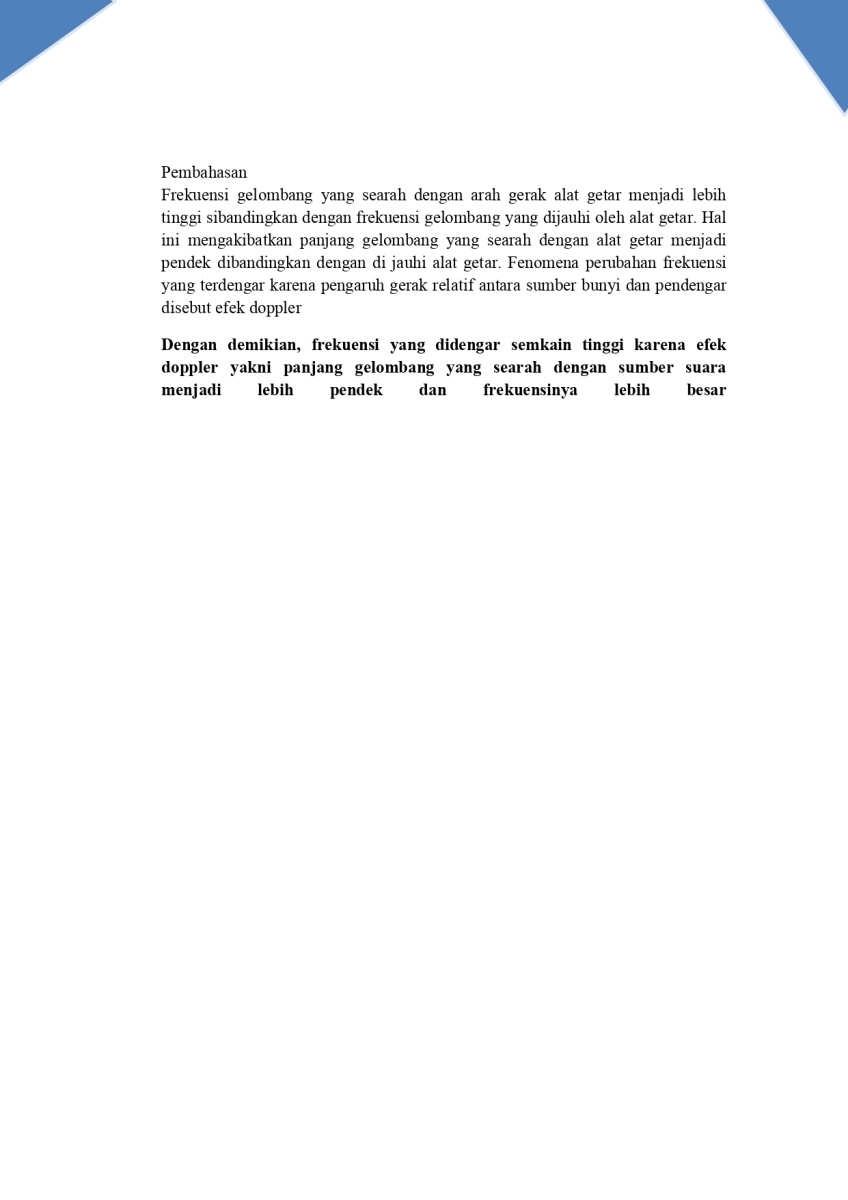 Pembahasan
Frekuensi gelombang yang searah dengan arah gerak alat getar menjadi lebih
tinggi sibandingkan dengan frekuensi gelombang yang dijauhi oleh alat getar. Hal
ini mengakibatkan panjang gelombang yang searah dengan alat getar menjadi
pendek dibandingkan dengan di jauhi alat getar. Fenomena perubahan frekuensi
yang terdengar karena pengaruh gerak relatif antara sumber bunyi dan pendengar
disebut efek doppler
Dengan demikian, frekuensi yang didengar semkain tinggi karena efek
doppler yakni panjang gelombang yang searah dengan sumber suara
menjadi lebih pendek dan frekuensinya lebih besar